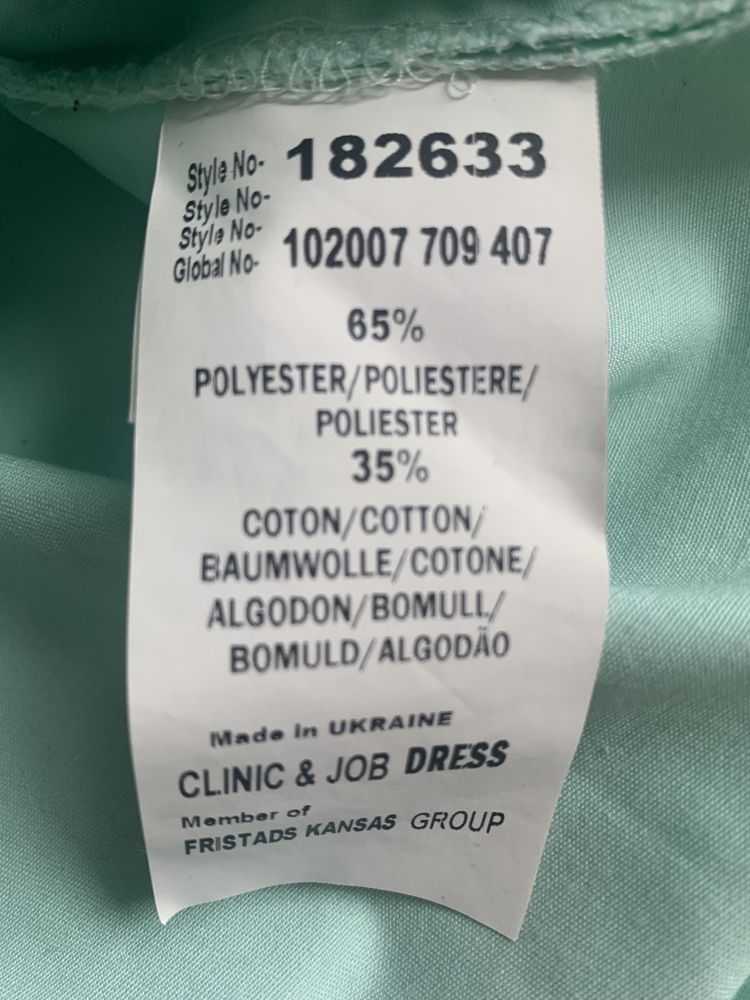 Style No- 182633
Style No-
Style No-
Global No- 102007 709 407
65%
POLYESTER/POLIESTERE/
POLIESTER
35%
COTON/COTTON/
BAUMWOLLE/COTONE/
ALGODON/BOMULL/
BOMULD/ALGODÃO
Made in UKRAINE
CLINIC & JOB DRESS
Member of
FRISTADS KANSAS GROUP